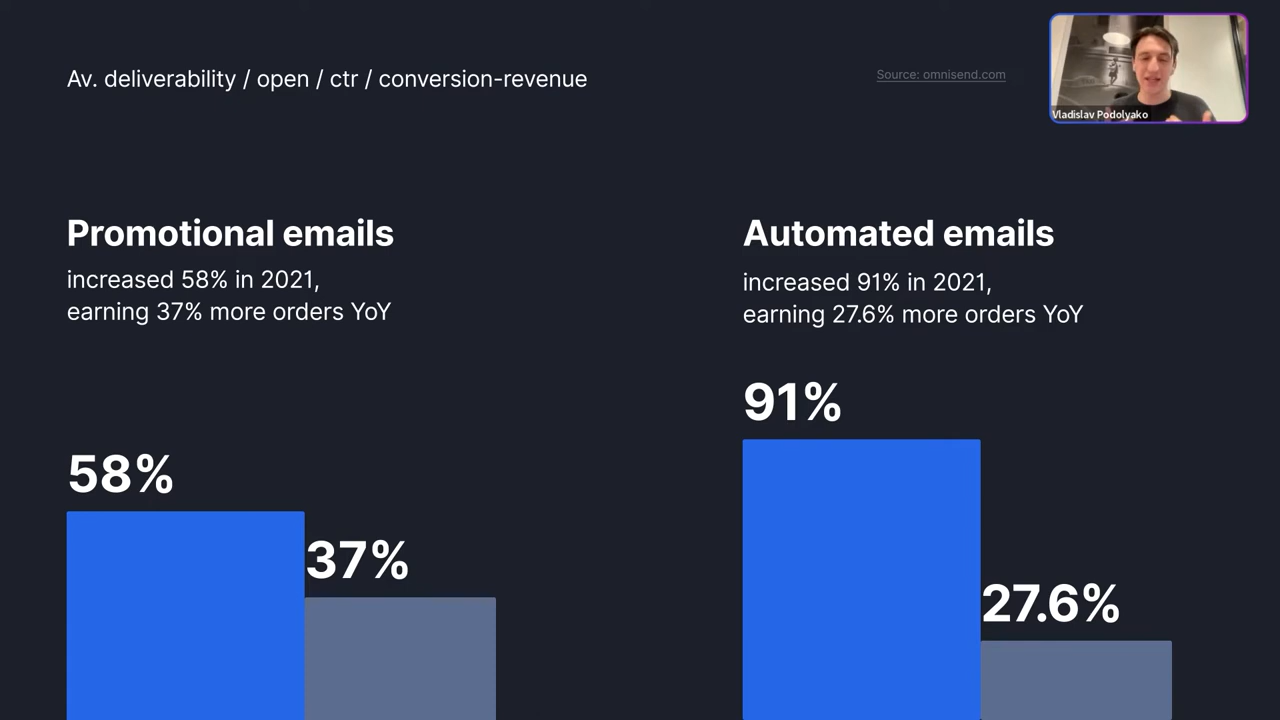 Av. deliverability / open / ctr / conversion-revenue
Source: omnisend.com
Vladislav Podolyako
Promotional emails
increased 58% in 2021,
earning 37% more orders YoY
58%
37%
Automated emails
increased 91% in 2021,
earning 27.6% more orders YoY
91%
27.6%